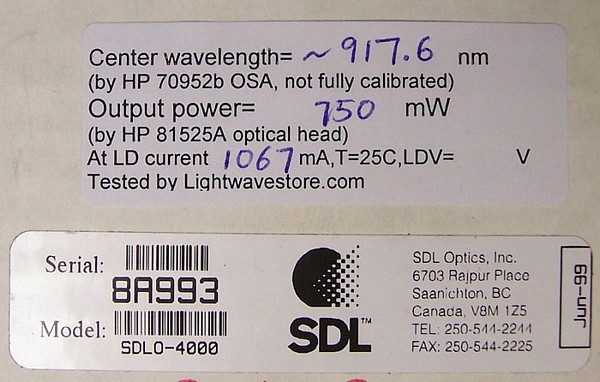 Center wavelength= ~917.6 nm
(by HP 70952b OSA, not fully calibrated)
Output power= 750 mW
(by HP 81525A optical head)
At LD current 1067 mA,T=25C,LDV= V
Tested by Lightwavestore.com
Serial:
8A993
Model:
SDLO-4000
SDL™
SDL Optics, Inc.
6703 Rajpur Place
Saanichton, BC
Canada, V8M 1Z5
TEL: 250-544-2244
FAX: 250-544-2225
Jun-99